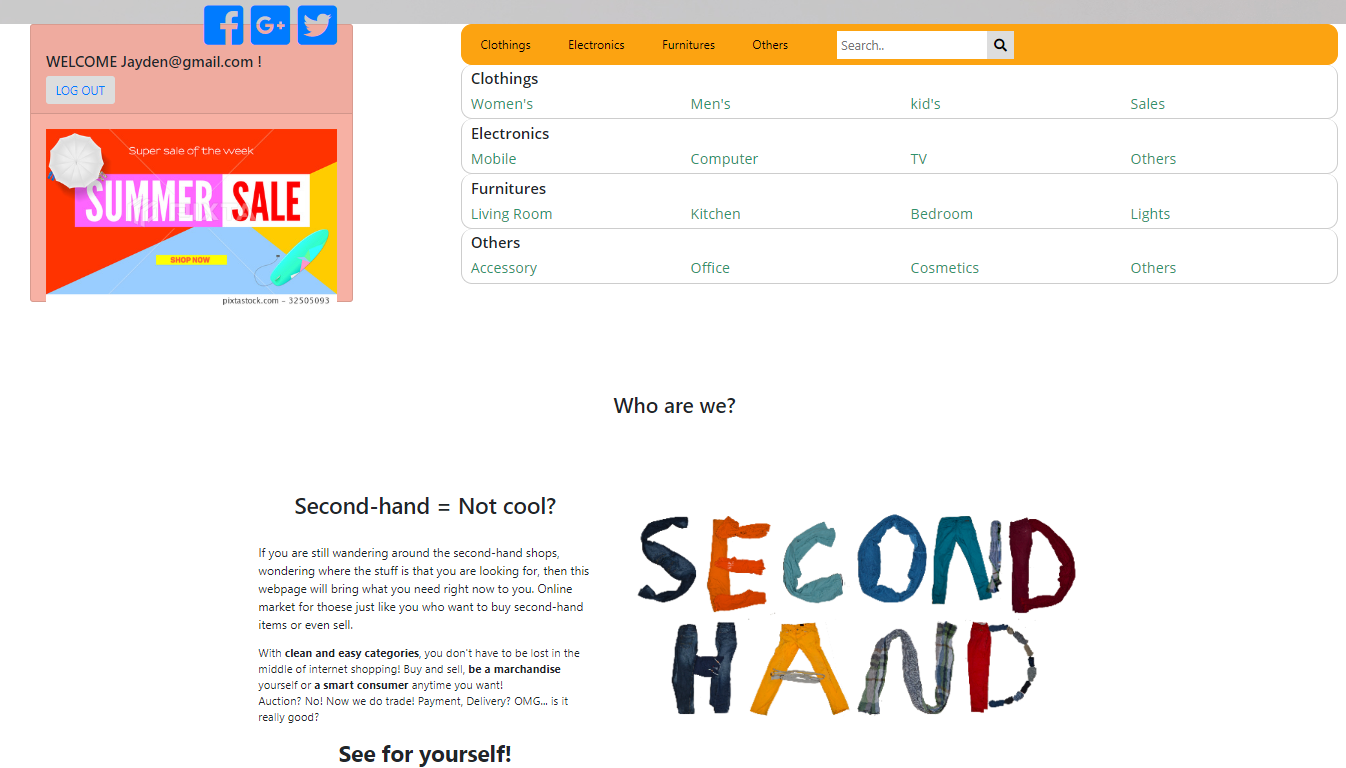 WELCOME Jayden@gmail.com !
LOG OUT
Super sale of the week
SUMMER SALE
SHOP NOW
pixtastock.com - 32505093
Clothings Electronics Furnitures Others Search..
Clothings
Women's Men's kid's Sales
Electronics
Mobile Computer TV Others
Furnitures
Living Room Kitchen Bedroom Lights
Others
Accessory Office Cosmetics Others
Who are we?
Second-hand = Not cool?
If you are still wandering around the second-hand shops,
wondering where the stuff is that you are looking for, then this
webpage will bring what you need right now to you. Online
market for thoese just like you who want to buy second-hand
items or even sell.
With clean and easy categories, you don't have to be lost in the
middle of internet shopping! Buy and sell, be a marchandise
yourself or a smart consumer anytime you want!
Auction? No! Now we do trade! Payment, Delivery? OMG... is it
really good?
See for yourself!
SECOND
HAND